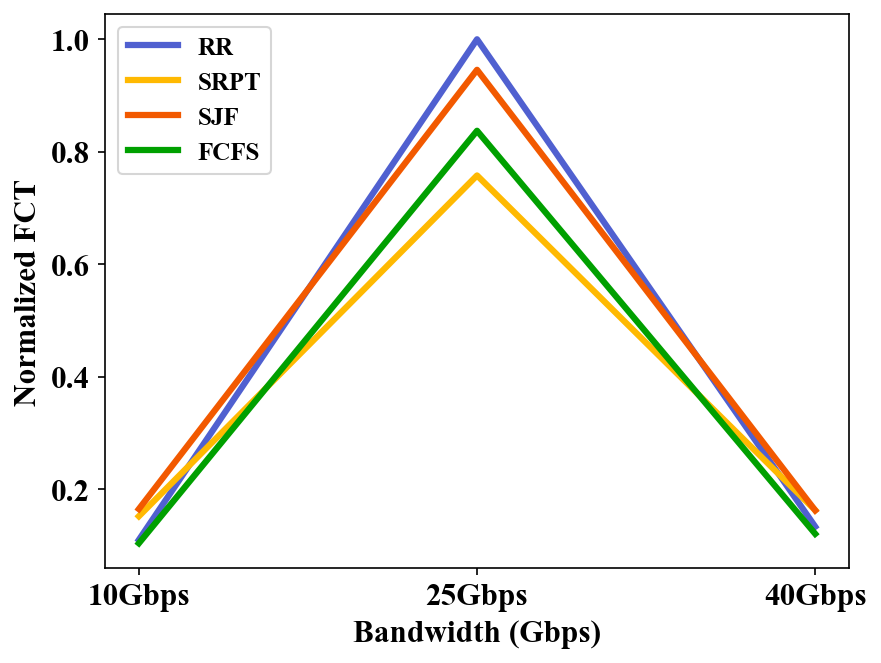 RR
SRPT
SJF
FCFS
Normalized FCT
1.0
0.8
0.6
0.4
0.2
10Gbps
25Gbps
40Gbps
Bandwidth (Gbps)